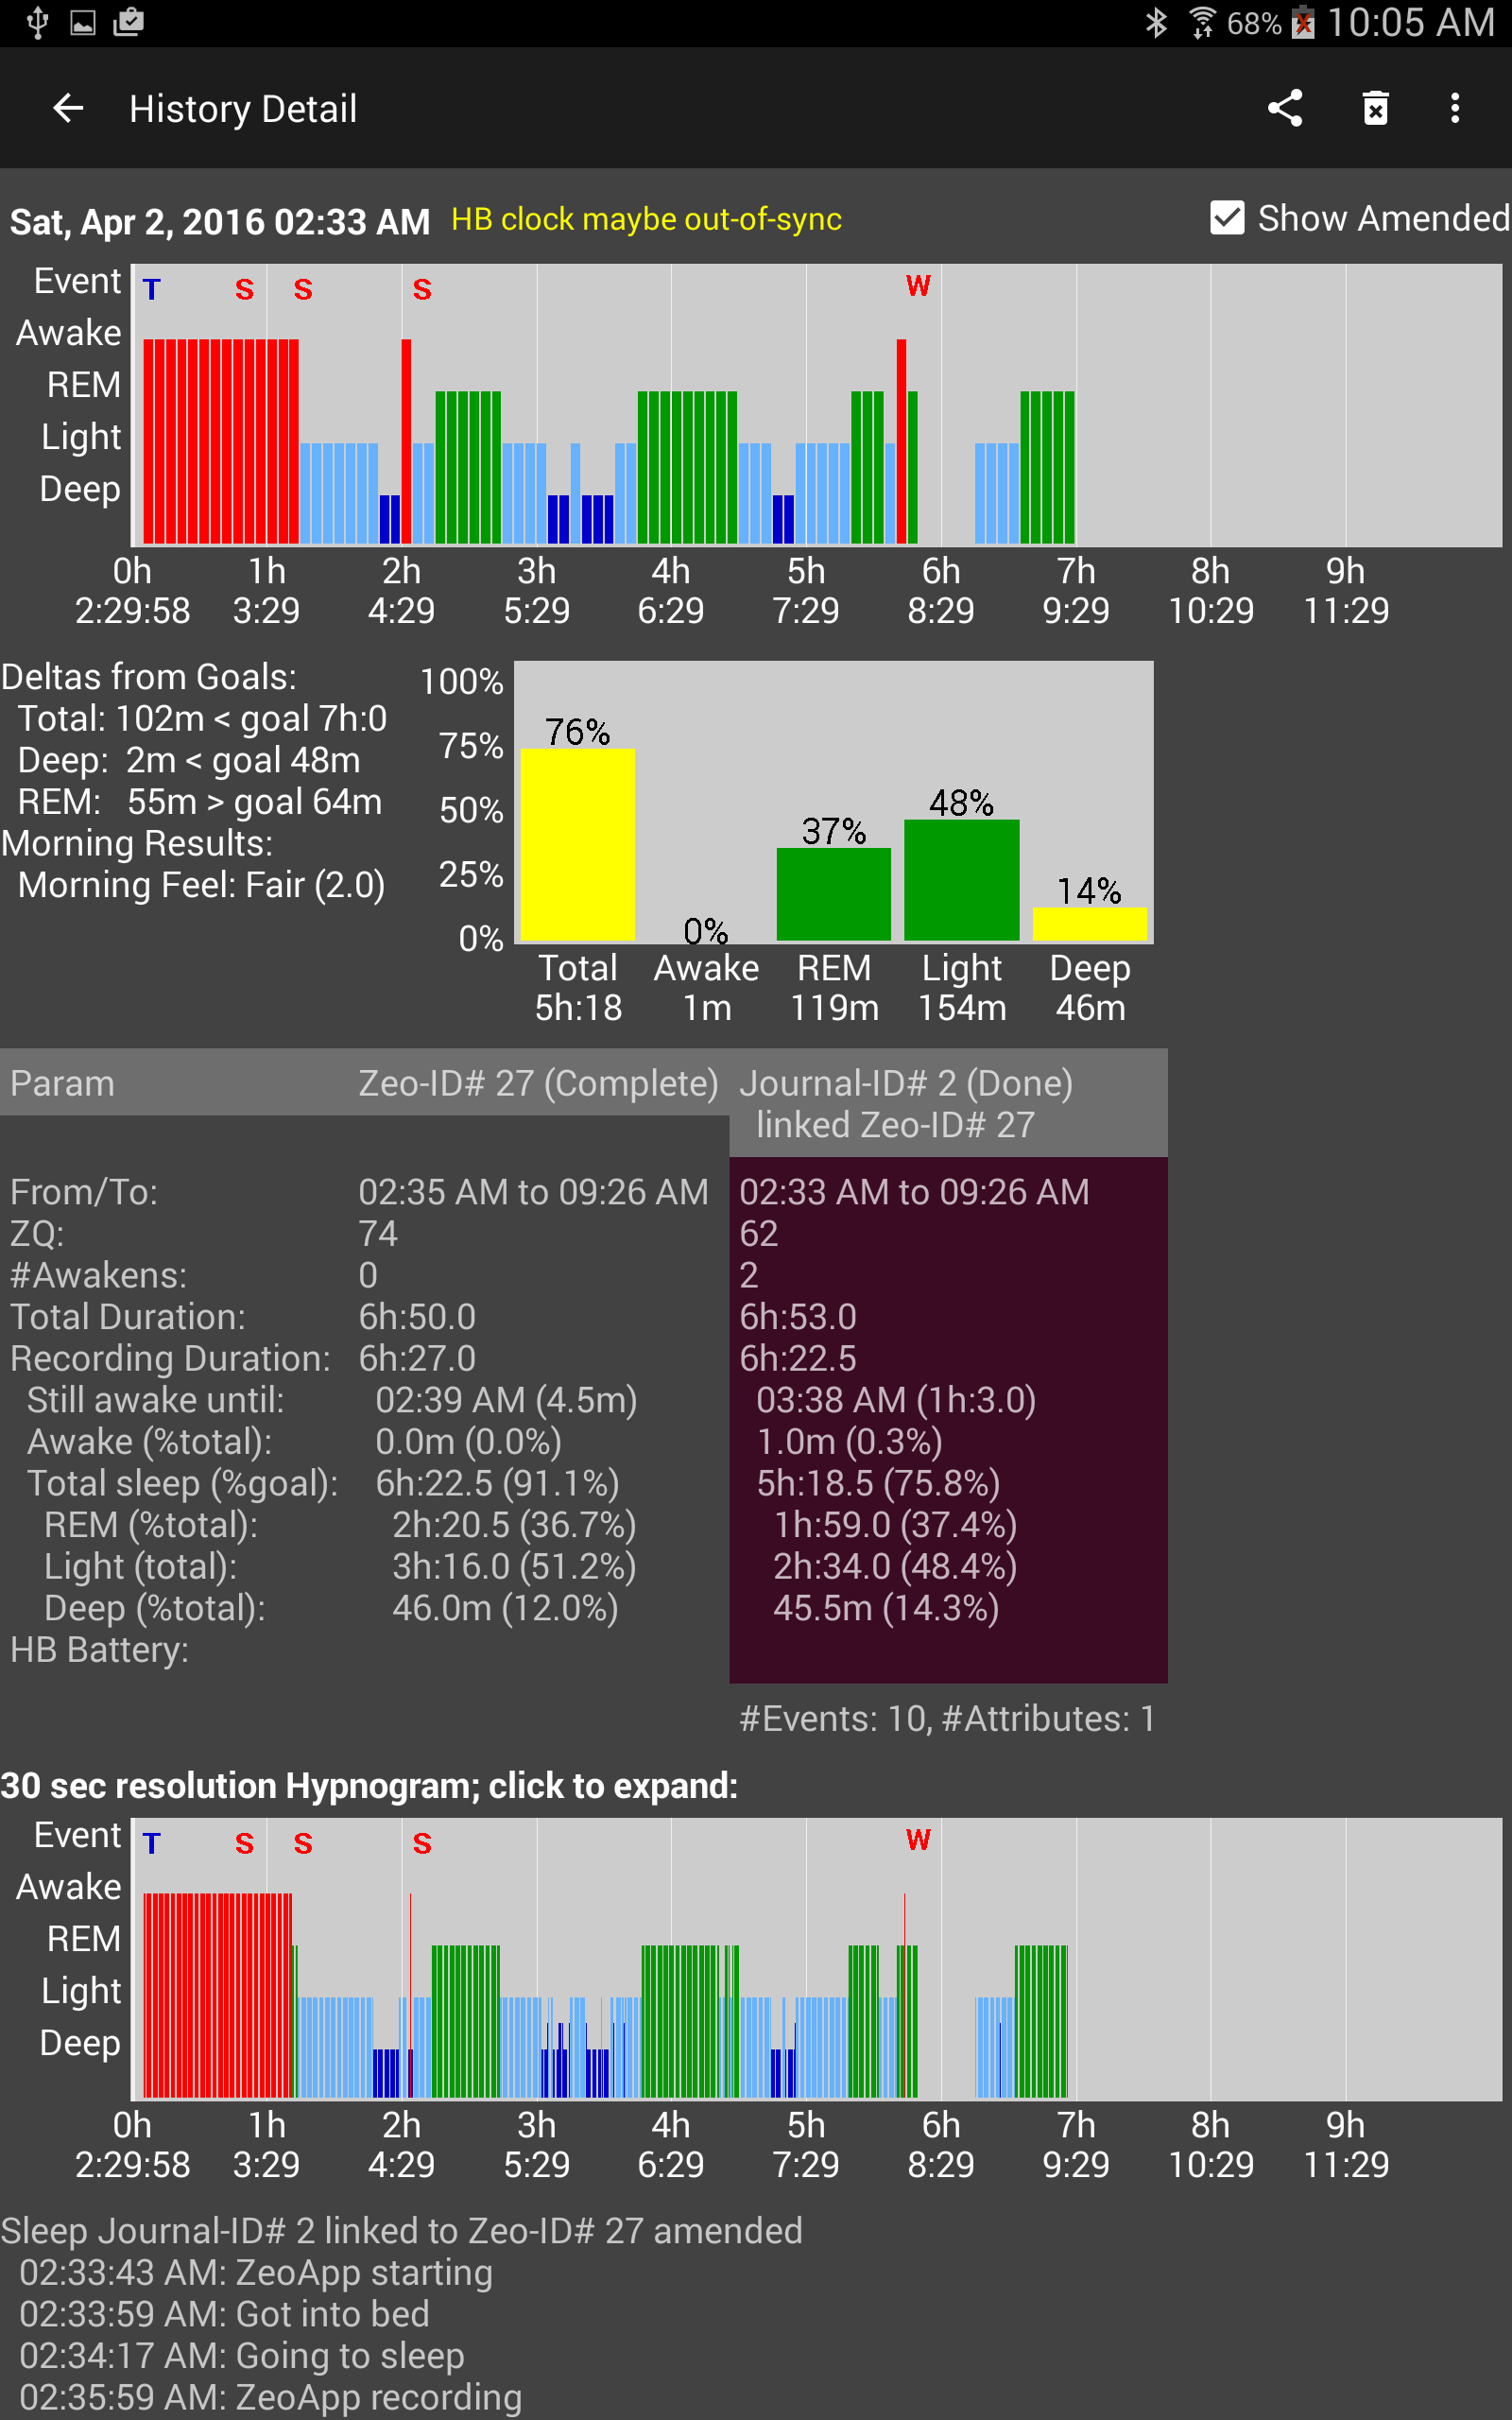 68% 10:05 AM
History Detail
Sat, Apr 2, 2016 02:33 AM HB clock maybe out-of-sync Show Amended
Event T S S S W
Awake
REM
Light
Deep
0h 1h 2h 3h 4h 5h 6h 7h 8h 9h
2:29:58 3:29 4:29 5:29 6:29 7:29 8:29 9:29 10:29 11:29
Deltas from Goals:
Total: 102m < goal 7h:0
Deep: 2m < goal 48m
REM: 55m > goal 64m
Morning Results:
Morning Feel: Fair (2.0)
100%
75%
50%
25%
0%
76% 0% 37% 48% 14%
Total Awake REM Light Deep
5h:18 1m 119m 154m 46m
Param Zeo-ID# 27 (Complete) Journal-ID# 2 (Done)
linked Zeo-ID# 27
From/To: 02:35 AM to 09:26 AM 02:33 AM to 09:26 AM
ZQ: 74 62
#Awakens: 0 2
Total Duration: 6h:50.0 6h:53.0
Recording Duration: 6h:27.0 6h:22.5
Still awake until: 02:39 AM (4.5m) 03:38 AM (1h:3.0)
Awake (%total): 0.0m (0.0%) 1.0m (0.3%)
Total sleep (%goal): 6h:22.5 (91.1%) 5h:18.5 (75.8%)
REM (%total): 2h:20.5 (36.7%) 1h:59.0 (37.4%)
Light (total): 3h:16.0 (51.2%) 2h:34.0 (48.4%)
Deep (%total): 46.0m (12.0%) 45.5m (14.3%)
HB Battery:
#Events: 10, #Attributes: 1
30 sec resolution Hypnogram; click to expand:
Event T S S S W
Awake
REM
Light
Deep
0h 1h 2h 3h 4h 5h 6h 7h 8h 9h
2:29:58 3:29 4:29 5:29 6:29 7:29 8:29 9:29 10:29 11:29
Sleep Journal-ID# 2 linked to Zeo-ID# 27 amended
02:33:43 AM: ZeoApp starting
02:33:59 AM: Got into bed
02:34:17 AM: Going to sleep
02:35:59 AM: ZeoApp recording